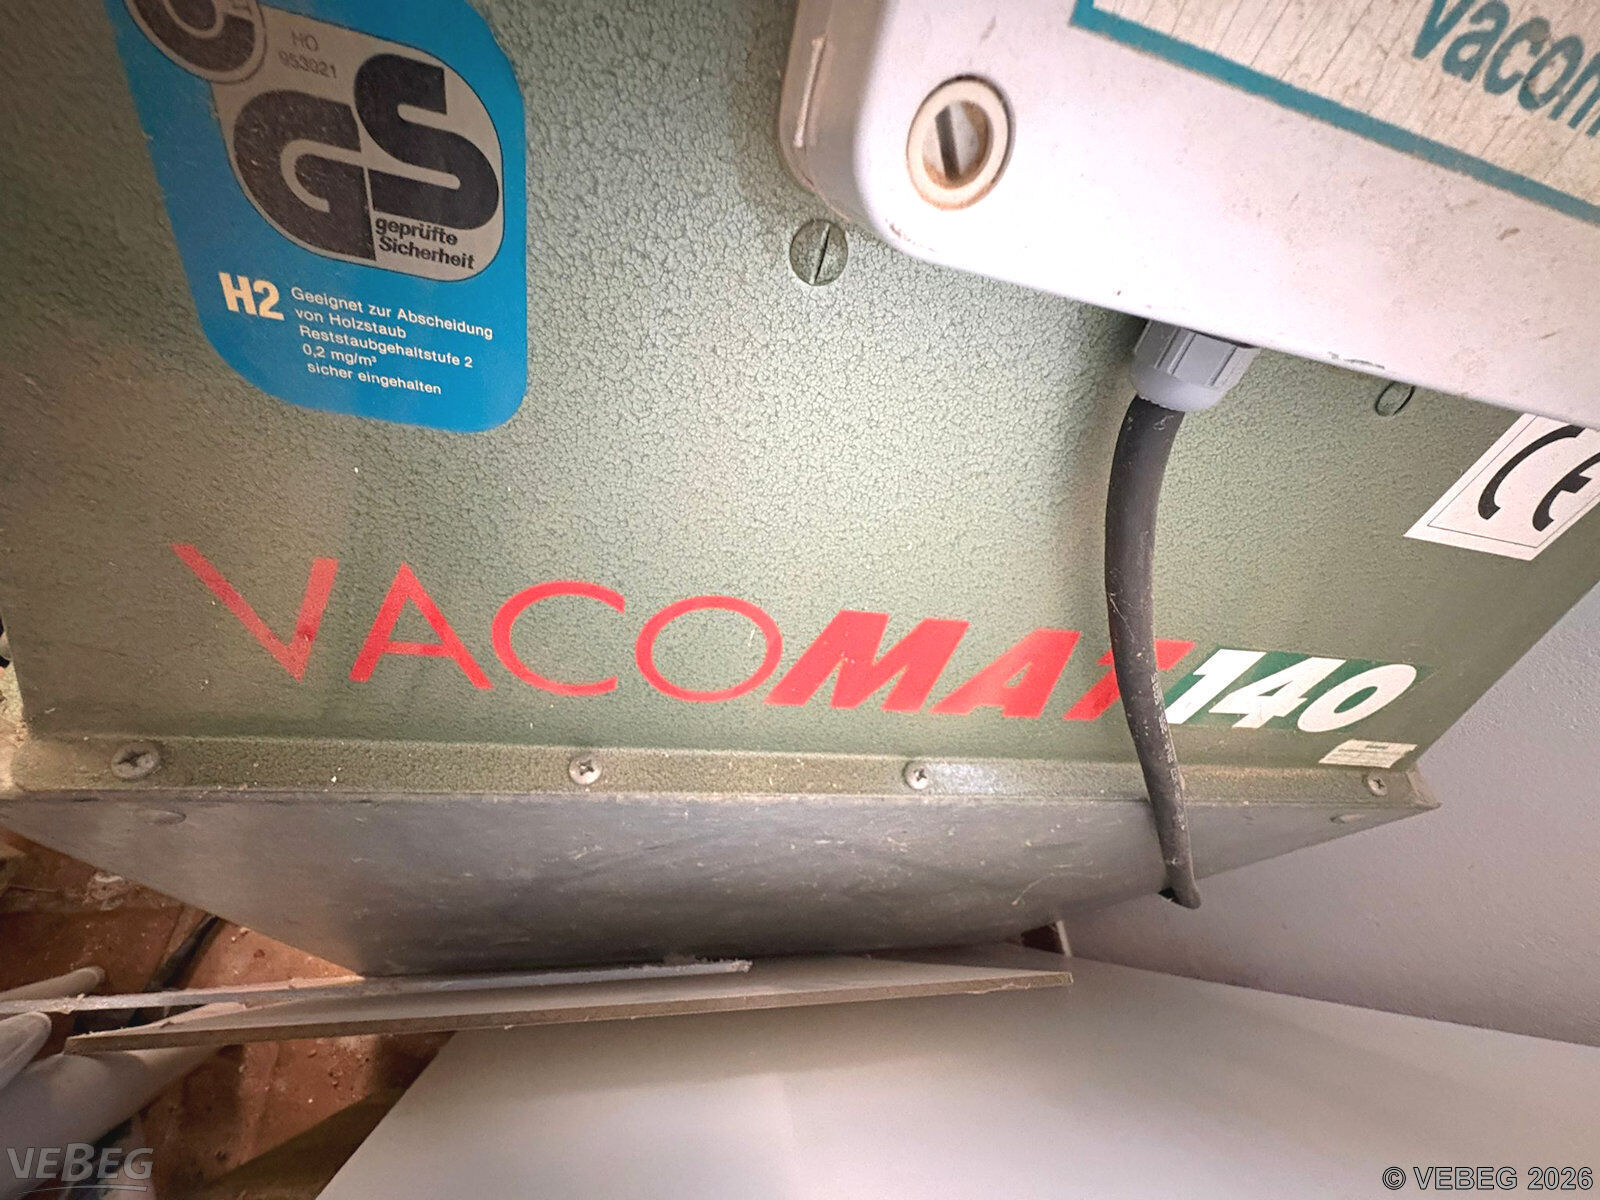 HO
953021
GS
geprüfte
Sicherheit
H2
Geeignet zur Abscheidung
von Holzstaub
Reststaubgehaltstufe 2
0,2 mg/m³
sicher eingehalten
vacom
CE
VACOMAT 140
VEBEG
© VEBEG 2026